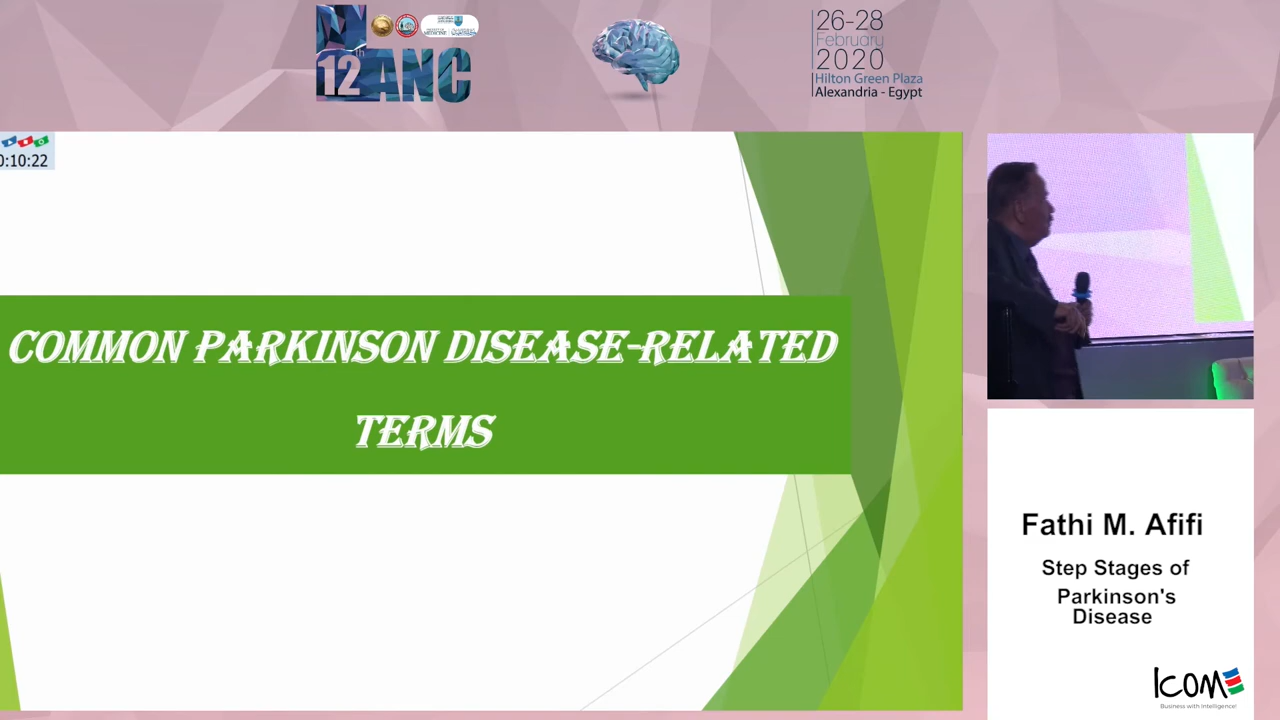 12th ANC
26-28
February
2020
Hilton Green Plaza
Alexandria - Egypt
0:10:22
COMMON PARKINSON DISEASE-RELATED
TERMS
Fathi M. Afifi
Step Stages of
Parkinson's
Disease
ICOM
Business with Intelligence!